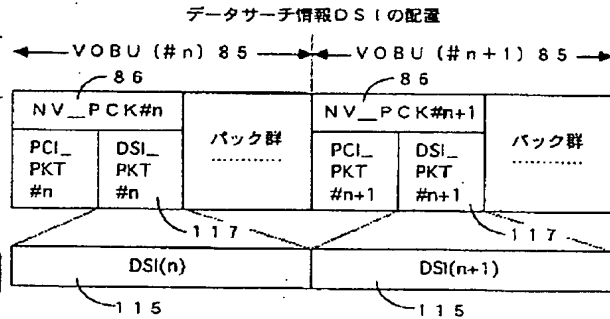 データサーチ情報DSIの配置
VOBU(#n)85 VOBU(#n+1)85
86 86
NV_PCK#n NV_PCK#n+1
PCI_ DSI_ パック群 PCI_ DSI_ パック群
PKT PKT ……… PKT PKT ………
#n #n #n+1 #n+1
117 117
DSI(n) DSI(n+1)
115 115